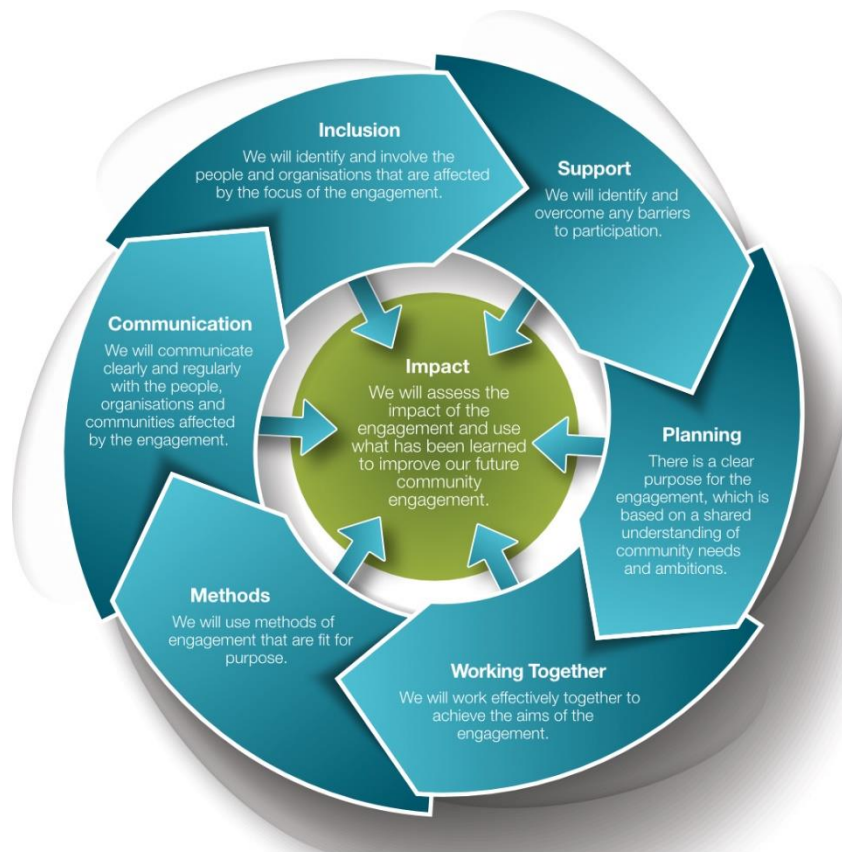 Inclusion
We will identify and involve the
people and organisations that are affected
by the focus of the engagement.
Support
We will identify and
overcome any barriers
to participation.
Planning
There is a clear
purpose for the
engagement, which is
based on a shared
understanding of
community needs
and ambitions.
Working Together
We will work effectively together to
achieve the aims of the
engagement.
Methods
We will use methods of
engagement that are fit for
purpose.
Communication
We will communicate
clearly and regularly
with the people,
organisations and
communities affected
by the engagement.
Impact
We will assess the
impact of the
engagement and use
what has been learned
to improve our future
community
engagement.